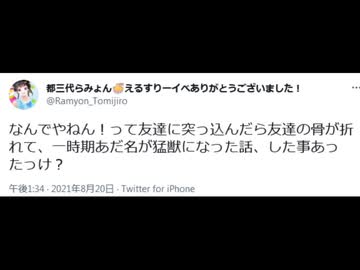 都三代らみょん🥟えるすりーイベありがとうございました！
@Ramyon_Tomijiro
なんでやねん！って友達に突っ込んだら友達の骨が折
れて、一時期あだ名が猛獣になった話、した事あっ
たっけ？
午後1:34 · 2021年8月20日 · Twitter for iPhone